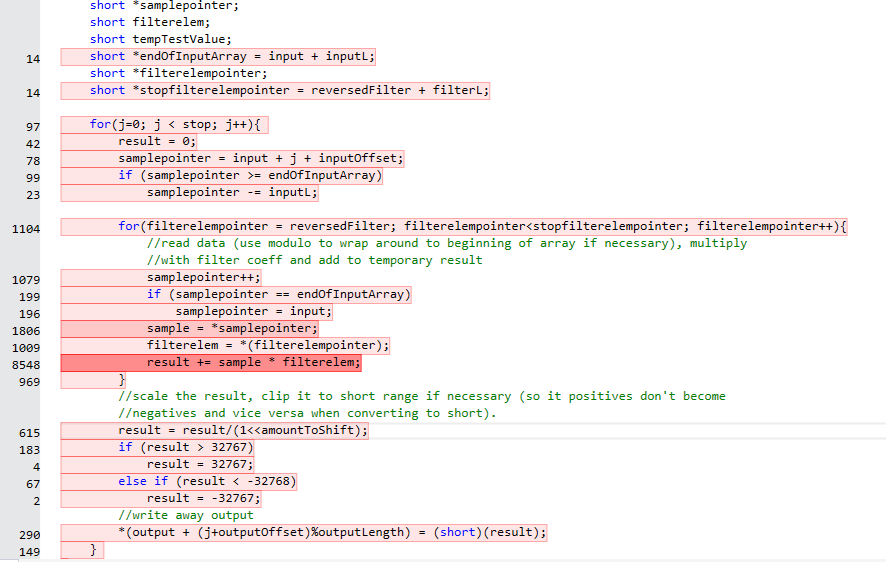 short *samplepointer;
short filterelem;
short tempTestValue;
14 short *endOfInputArray = input + inputL;
short *filterelempointer;
14 short *stopfilterelempointer = reversedFilter + filterL;
97 for(j=0; j < stop; j++){
42 result = 0;
78 samplepointer = input + j + inputOffset;
99 if (samplepointer >= endOfInputArray)
23 samplepointer -= inputL;
1104 for(filterelempointer = reversedFilter; filterelempointer<stopfilterelempointer; filterelempointer++){
//read data (use modulo to wrap around to beginning of array if necessary), multiply
//with filter coeff and add to temporary result
1079 samplepointer++;
199 if (samplepointer == endOfInputArray)
196 samplepointer = input;
1806 sample = *samplepointer;
1009 filterelem = *(filterelempointer);
8548 result += sample * filterelem;
969 }
//scale the result, clip it to short range if necessary (so it positives don't become
//negatives and vice versa when converting to short).
615 result = result/(1<<amountToShift);
183 if (result > 32767)
4 result = 32767;
67 else if (result < -32768)
2 result = -32767;
//write away output
290 *(output + (j+outputOffset)%outputLength) = (short)(result);
149 }